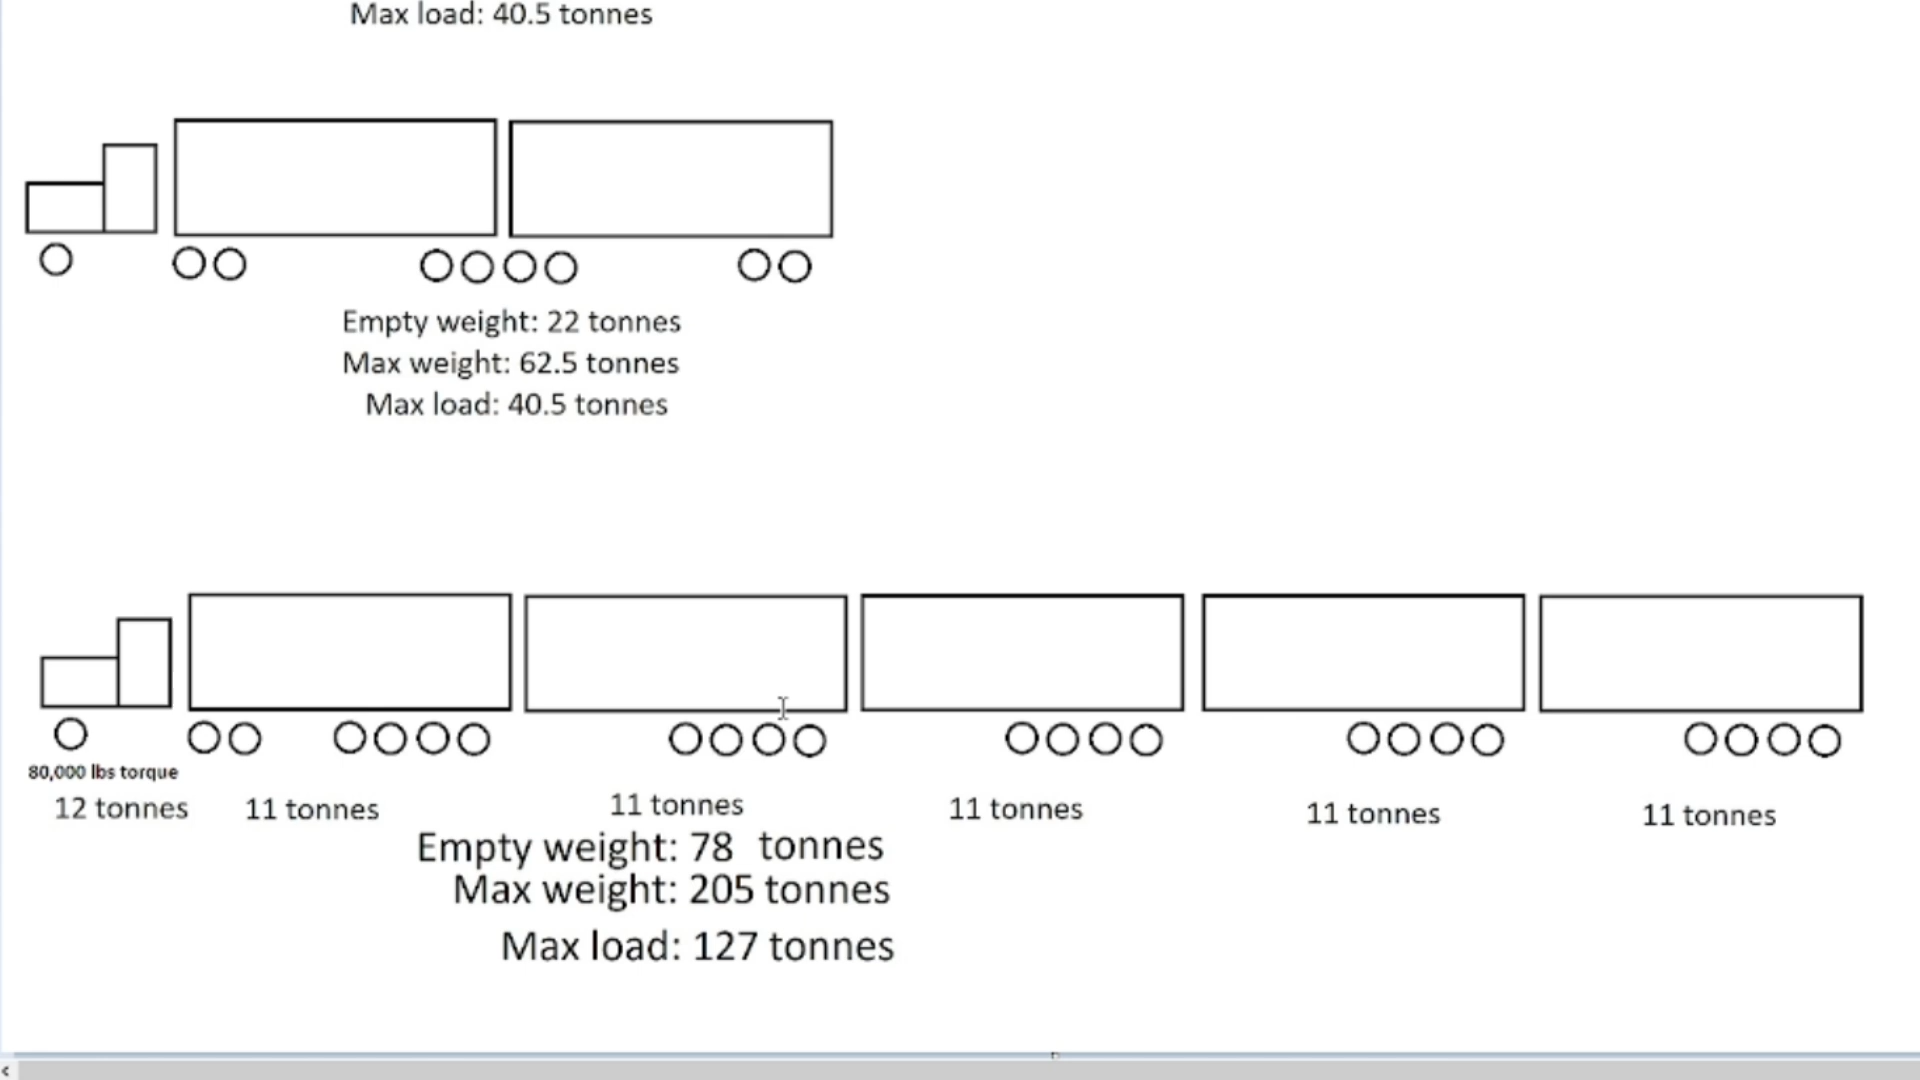 Max load: 40.5 tonnes
Empty weight: 22 tonnes
Max weight: 62.5 tonnes
Max load: 40.5 tonnes
80,000 lbs torque
12 tonnes 11 tonnes 11 tonnes 11 tonnes 11 tonnes 11 tonnes
Empty weight: 78 tonnes
Max weight: 205 tonnes
Max load: 127 tonnes